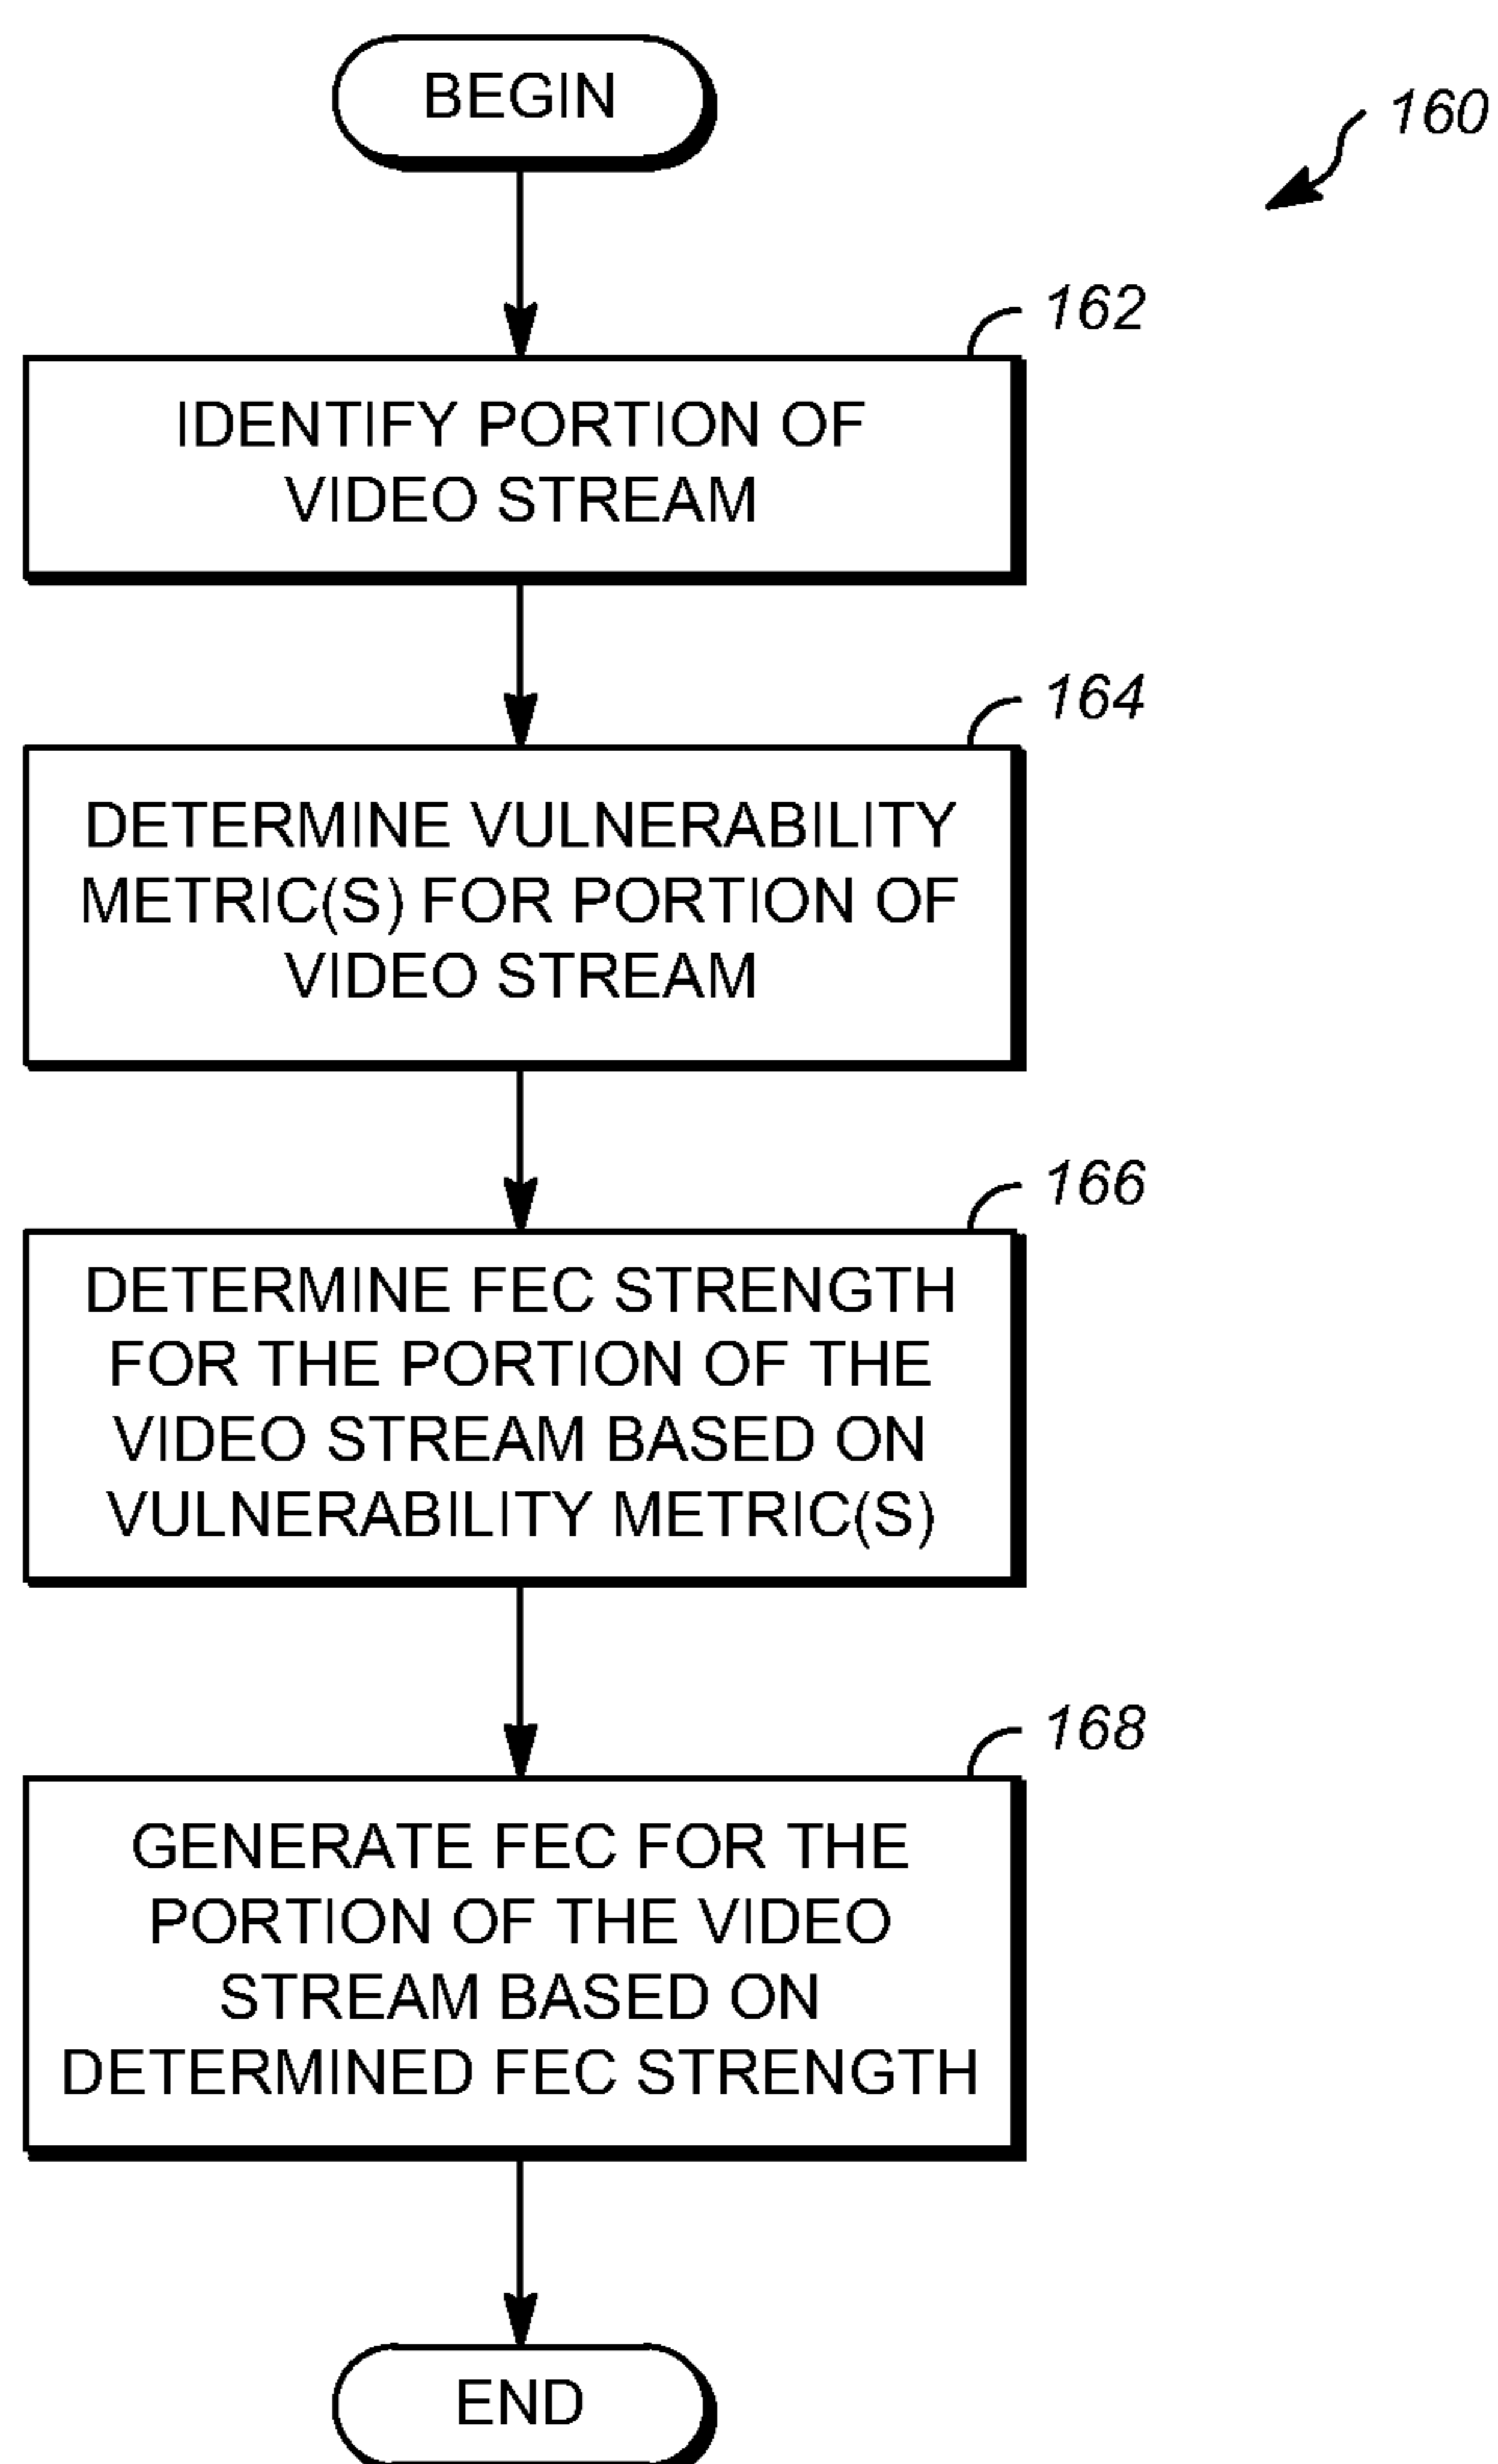 BEGIN
160
162
IDENTIFY PORTION OF
VIDEO STREAM
164
DETERMINE VULNERABILITY
METRIC(S) FOR PORTION OF
VIDEO STREAM
166
DETERMINE FEC STRENGTH
FOR THE PORTION OF THE
VIDEO STREAM BASED ON
VULNERABILITY METRIC(S)
168
GENERATE FEC FOR THE
PORTION OF THE VIDEO
STREAM BASED ON
DETERMINED FEC STRENGTH
END